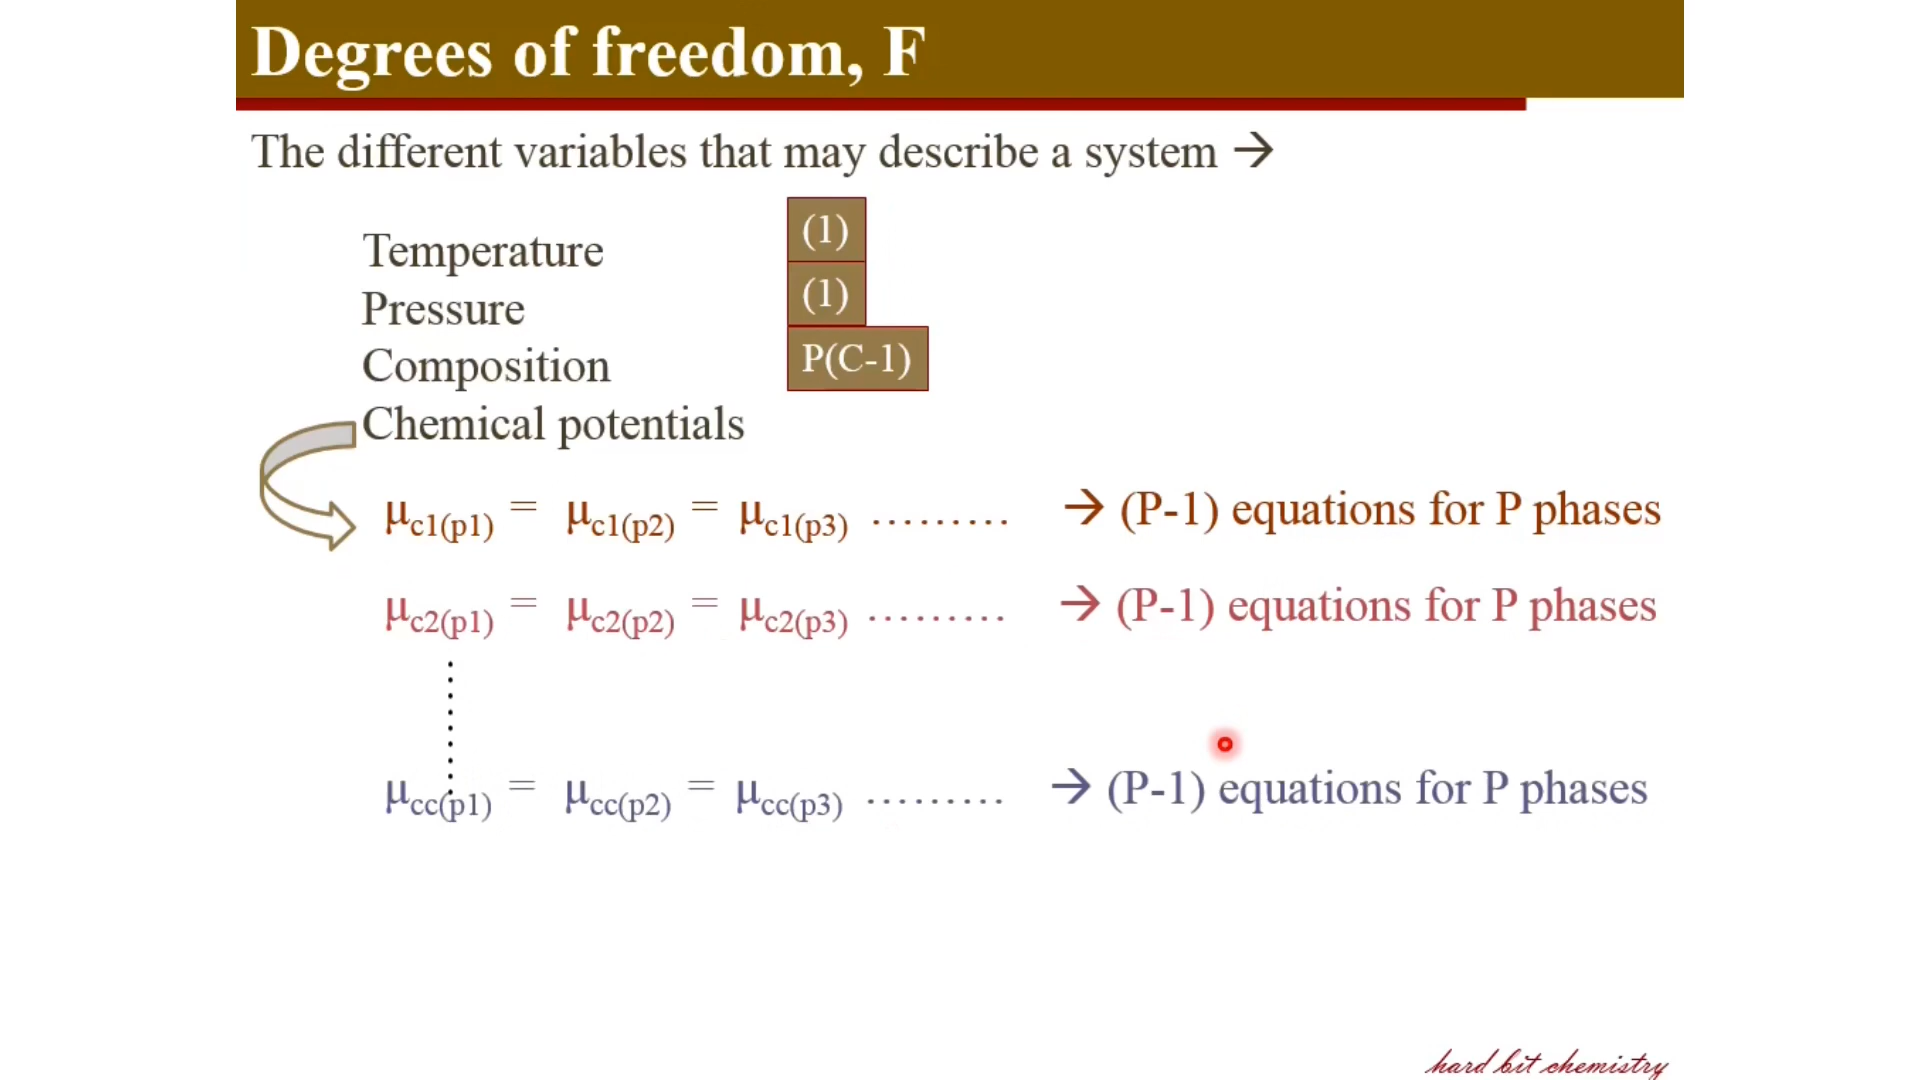 Degrees of freedom, F
The different variables that may describe a system →
Temperature (1)
Pressure (1)
Composition P(C-1)
Chemical potentials
μc1(p1) = μc1(p2) = μc1(p3) ......... → (P-1) equations for P phases
μc2(p1) = μc2(p2) = μc2(p3) ......... → (P-1) equations for P phases
μcc(p1) = μcc(p2) = μcc(p3) ......... → (P-1) equations for P phases
hard bit chemistry